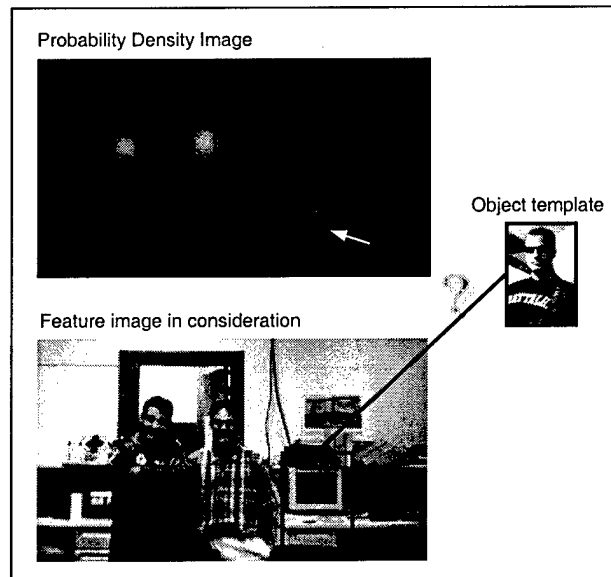 Probability Density Image
Object template
?
Feature image in consideration